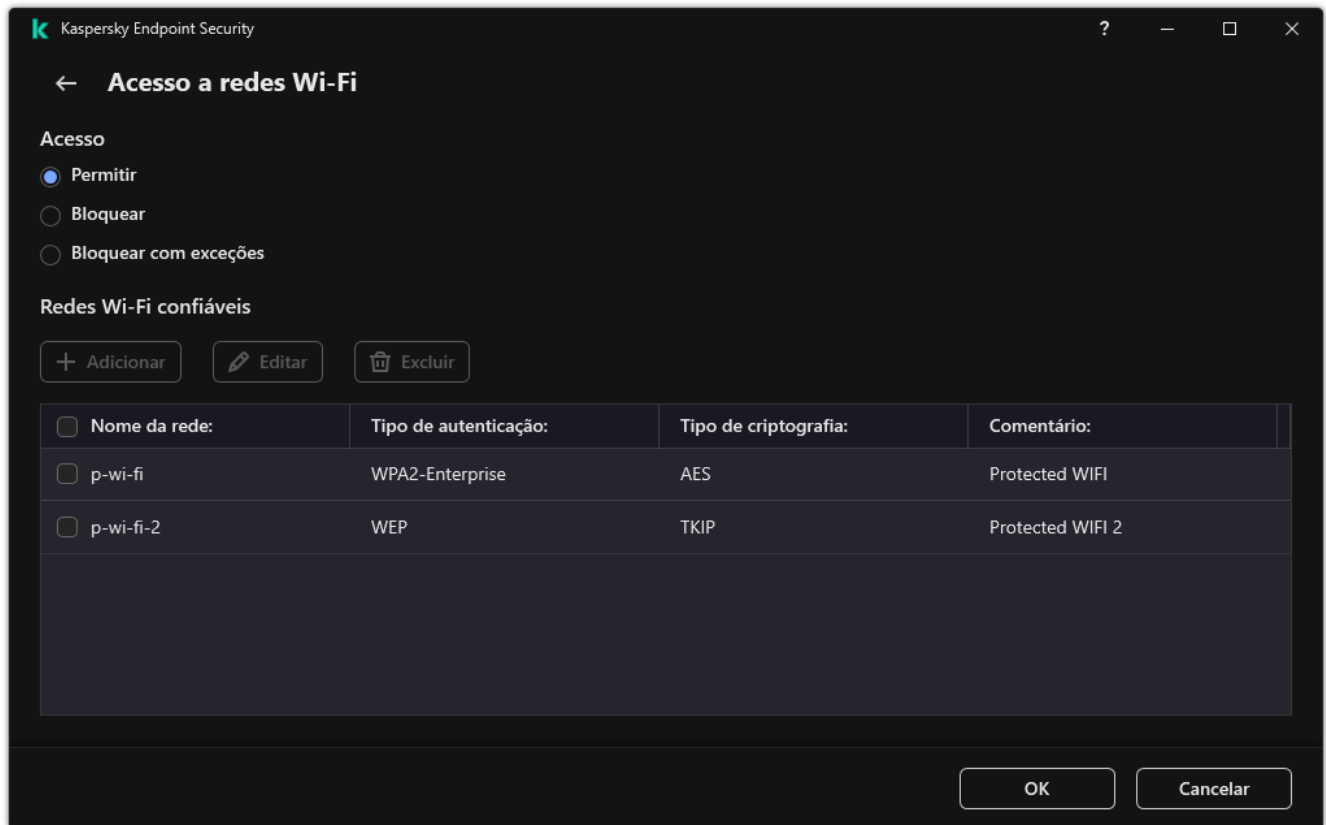 Kaspersky Endpoint Security ?
Acesso a redes Wi-Fi
Acesso
Permitir
Bloquear
Bloquear com exceções
Redes Wi-Fi confiáveis
Adicionar Editar Excluir
Nome da rede: Tipo de autenticação: Tipo de criptografia: Comentário:
p-wi-fi WPA2-Enterprise AES Protected WIFI
p-wi-fi-2 WEP TKIP Protected WIFI 2
OK Cancelar